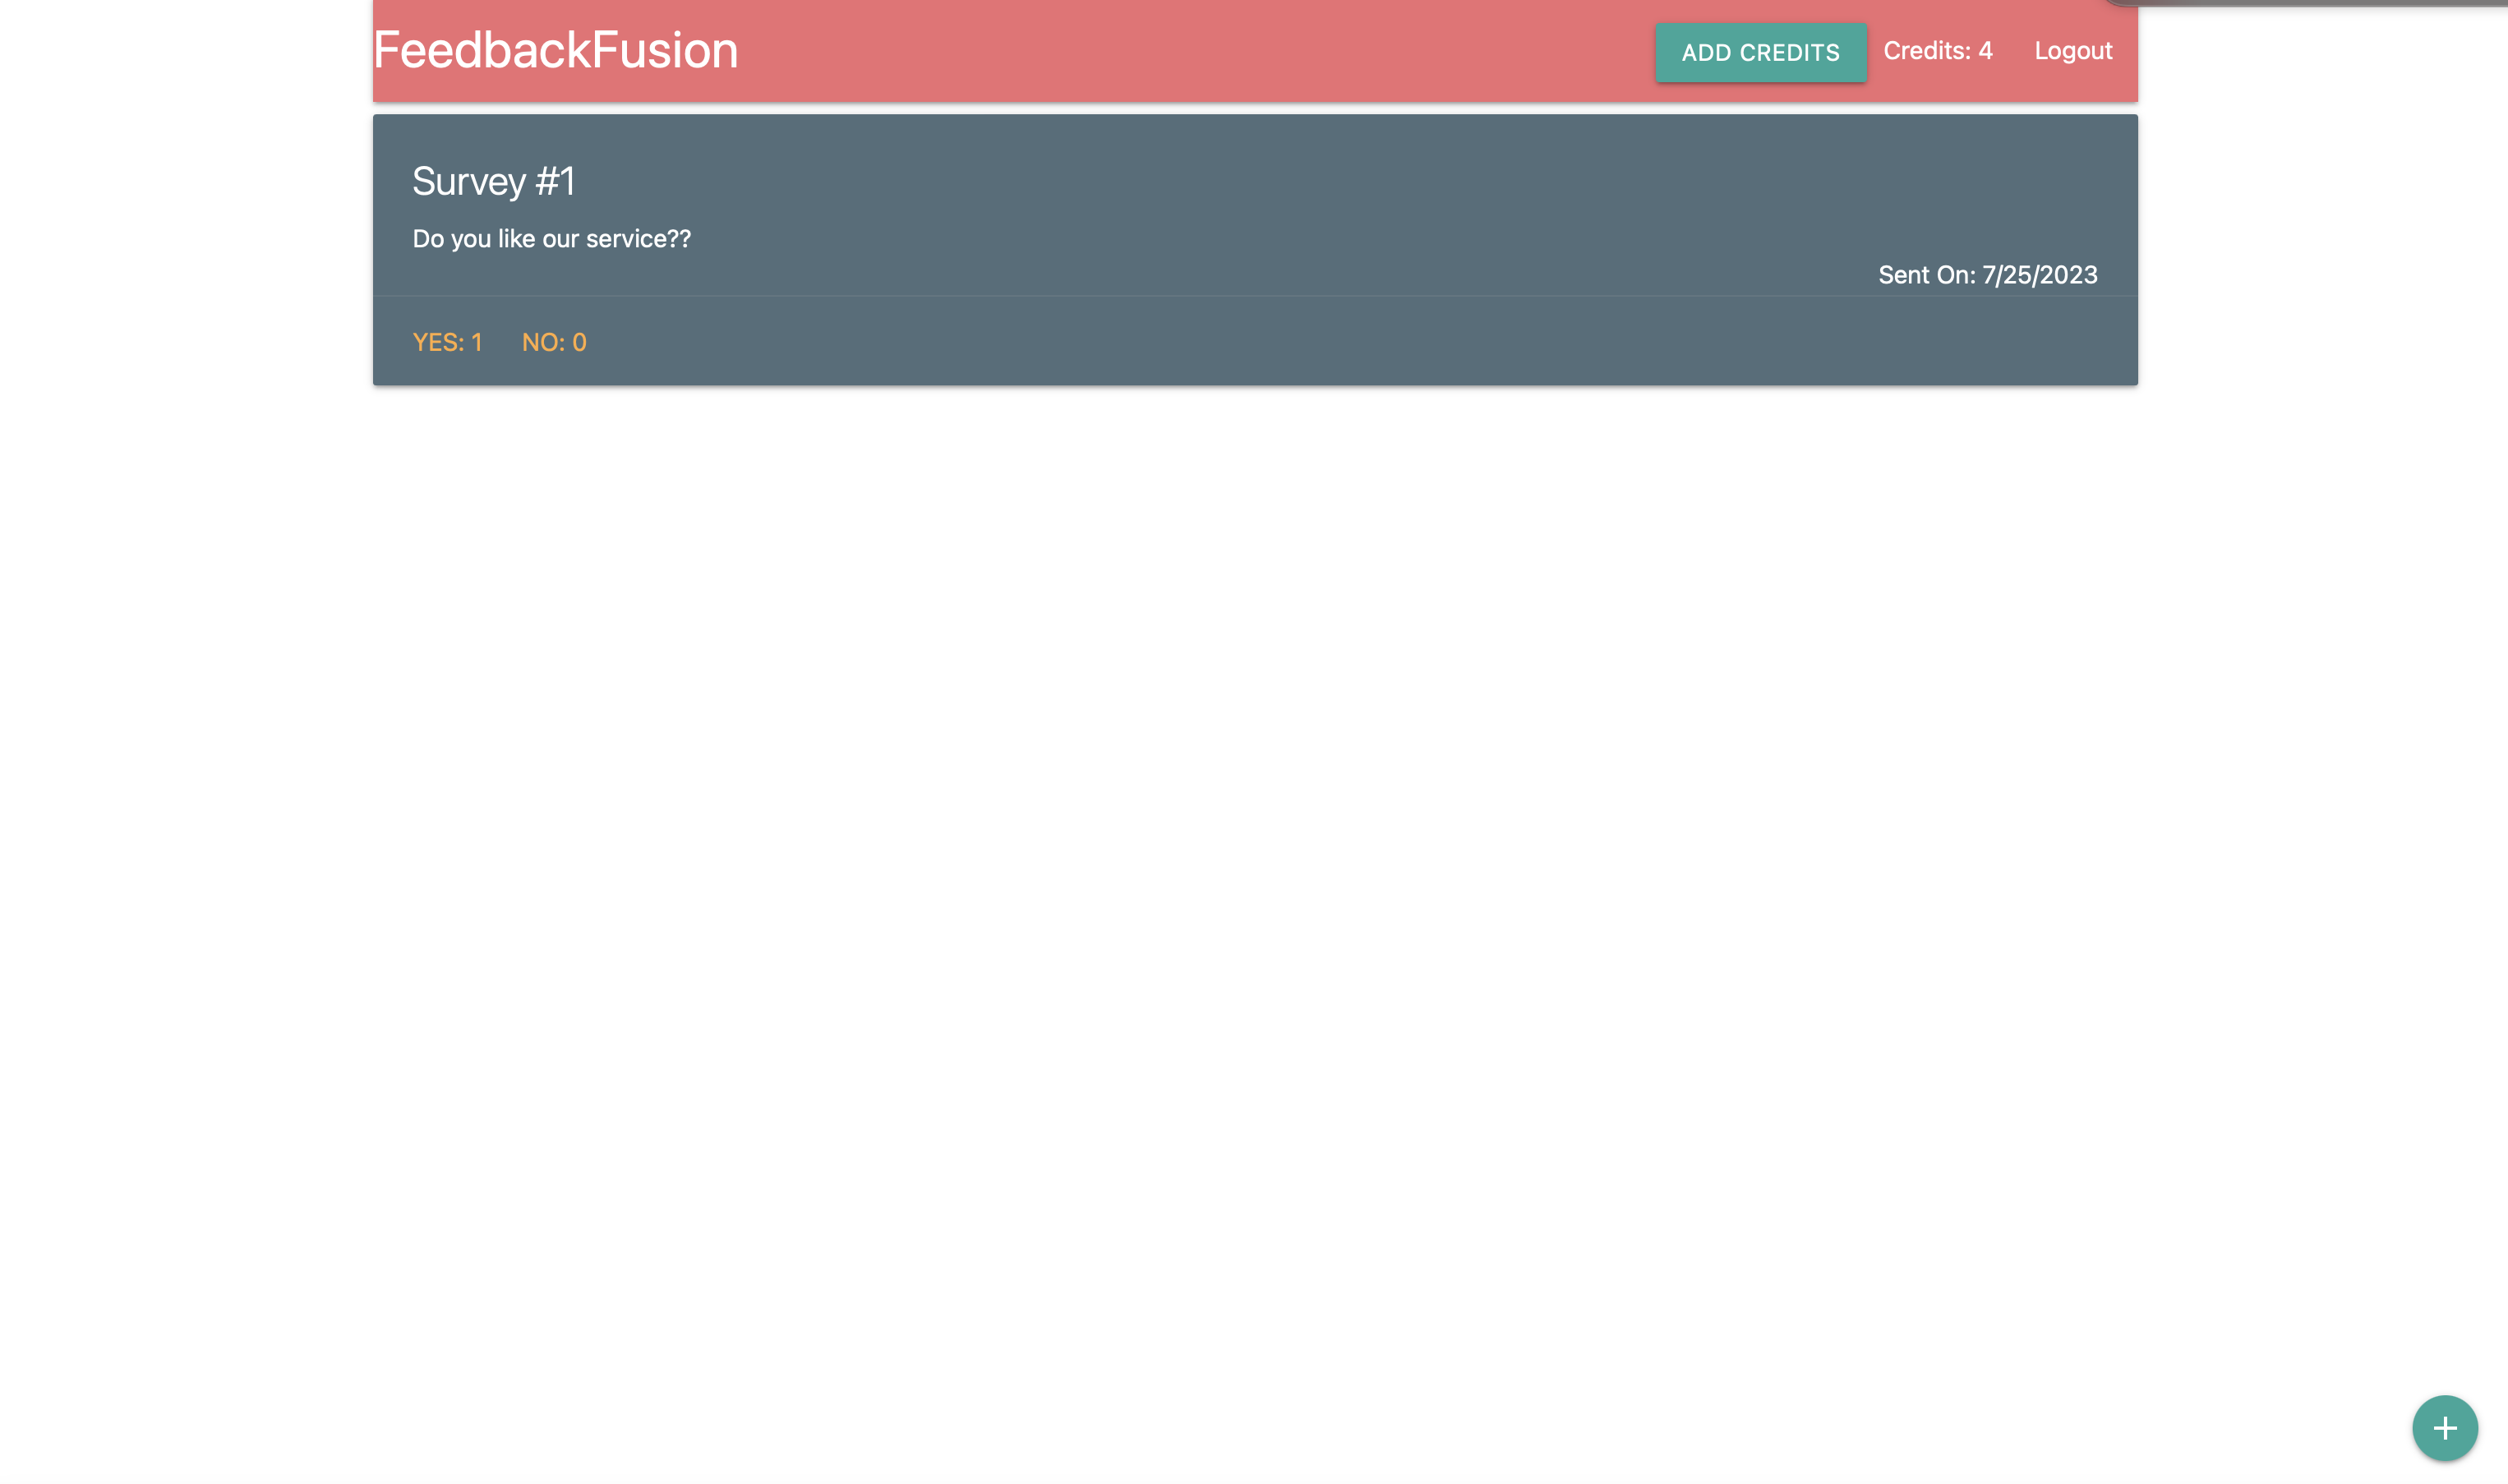 FeedbackFusion
ADD CREDITS
Credits: 4
Logout
Survey #1
Do you like our service??
Sent On: 7/25/2023
YES: 1 NO: 0
+